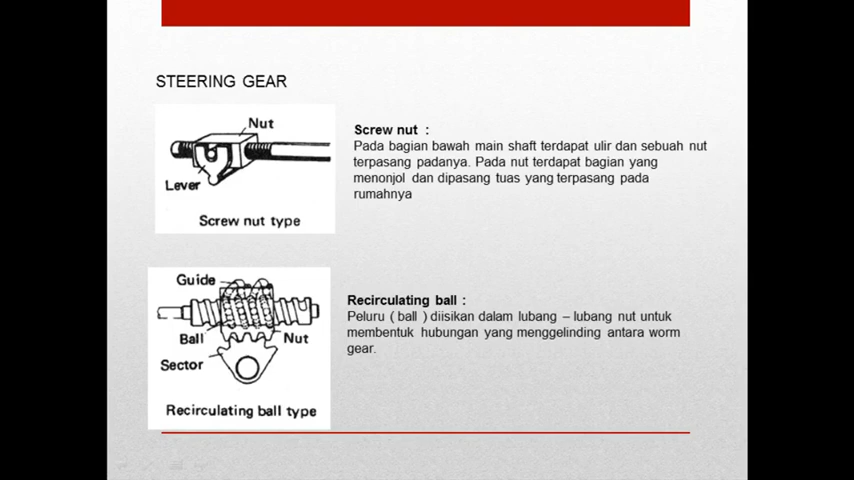 STEERING GEAR
Nut
Lever
Screw nut type
Screw nut :
Pada bagian bawah main shaft terdapat ulir dan sebuah nut
terpasang padanya. Pada nut terdapat bagian yang
menonjol dan dipasang tuas yang terpasang pada
rumahnya
Guide
Ball
Nut
Sector
Recirculating ball type
Recirculating ball :
Peluru ( ball ) diisikan dalam lubang – lubang nut untuk
membentuk hubungan yang menggelinding antara worm
gear.